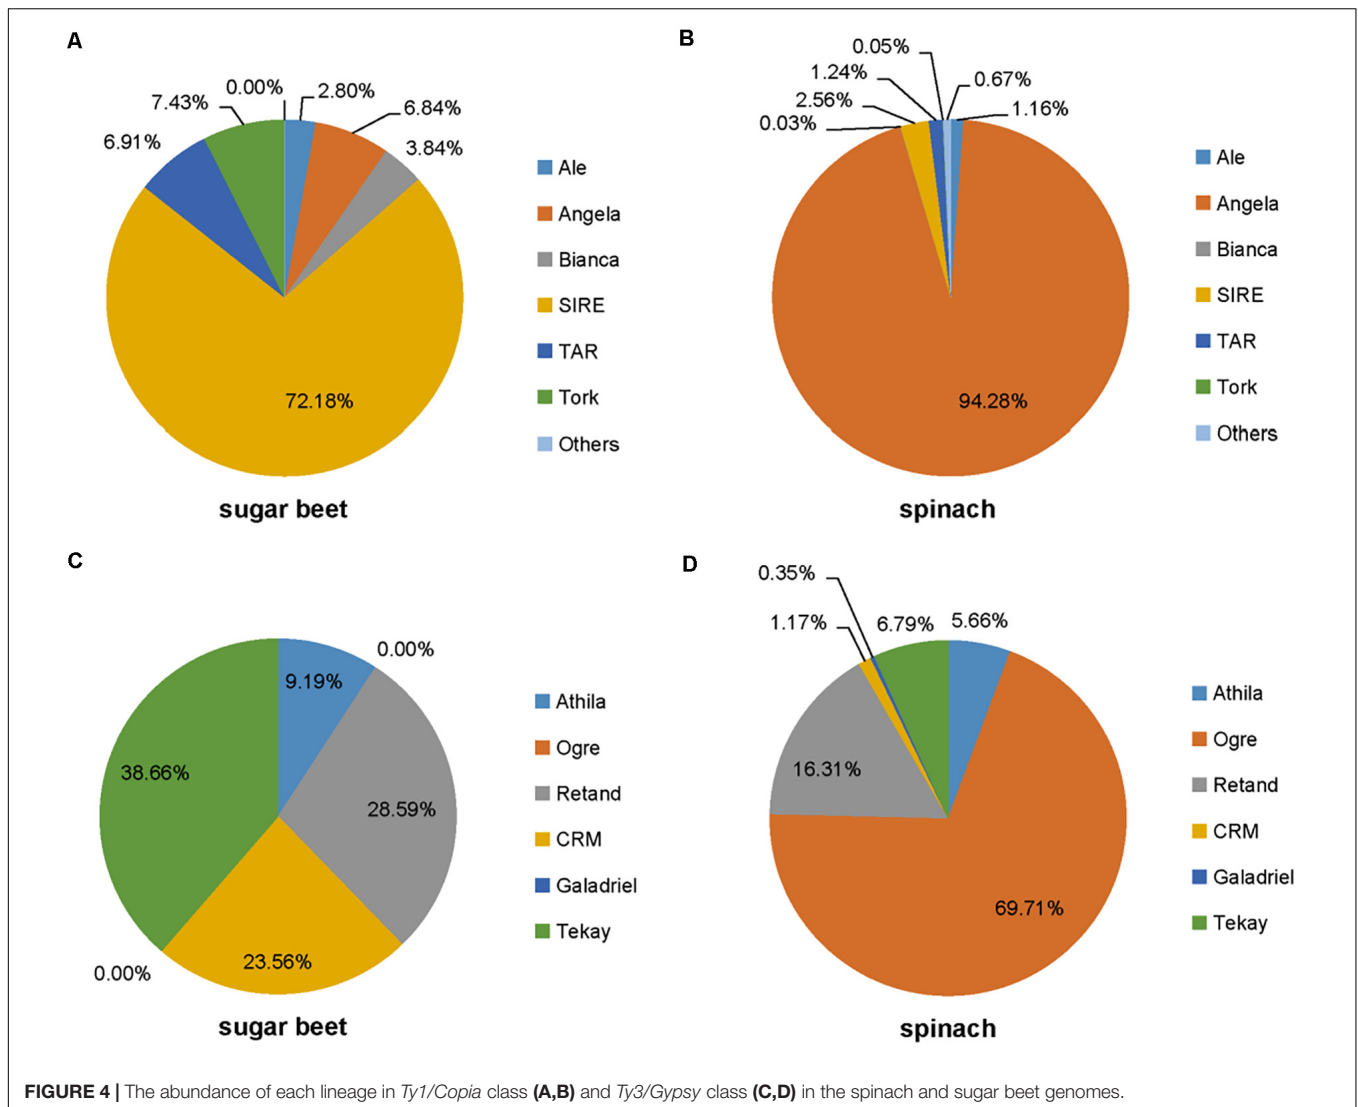 A
0.00%
2.80%
7.43%
6.84%
6.91%
3.84%
72.18%
Ale
Angela
Bianca
SIRE
TAR
Tork
Others
sugar beet
B
0.05%
1.24%
0.67%
2.56%
1.16%
0.03%
94.28%
Ale
Angela
Bianca
SIRE
TAR
Tork
Others
spinach
C
0.00%
9.19%
38.66%
28.59%
23.56%
0.00%
Athila
Ogre
Retand
CRM
Galadriel
Tekay
sugar beet
D
0.35%
1.17%
6.79%
5.66%
16.31%
69.71%
Athila
Ogre
Retand
CRM
Galadriel
Tekay
spinach
FIGURE 4 | The abundance of each lineage in Ty1/Copia class (A,B) and Ty3/Gypsy class (C,D) in the spinach and sugar beet genomes.